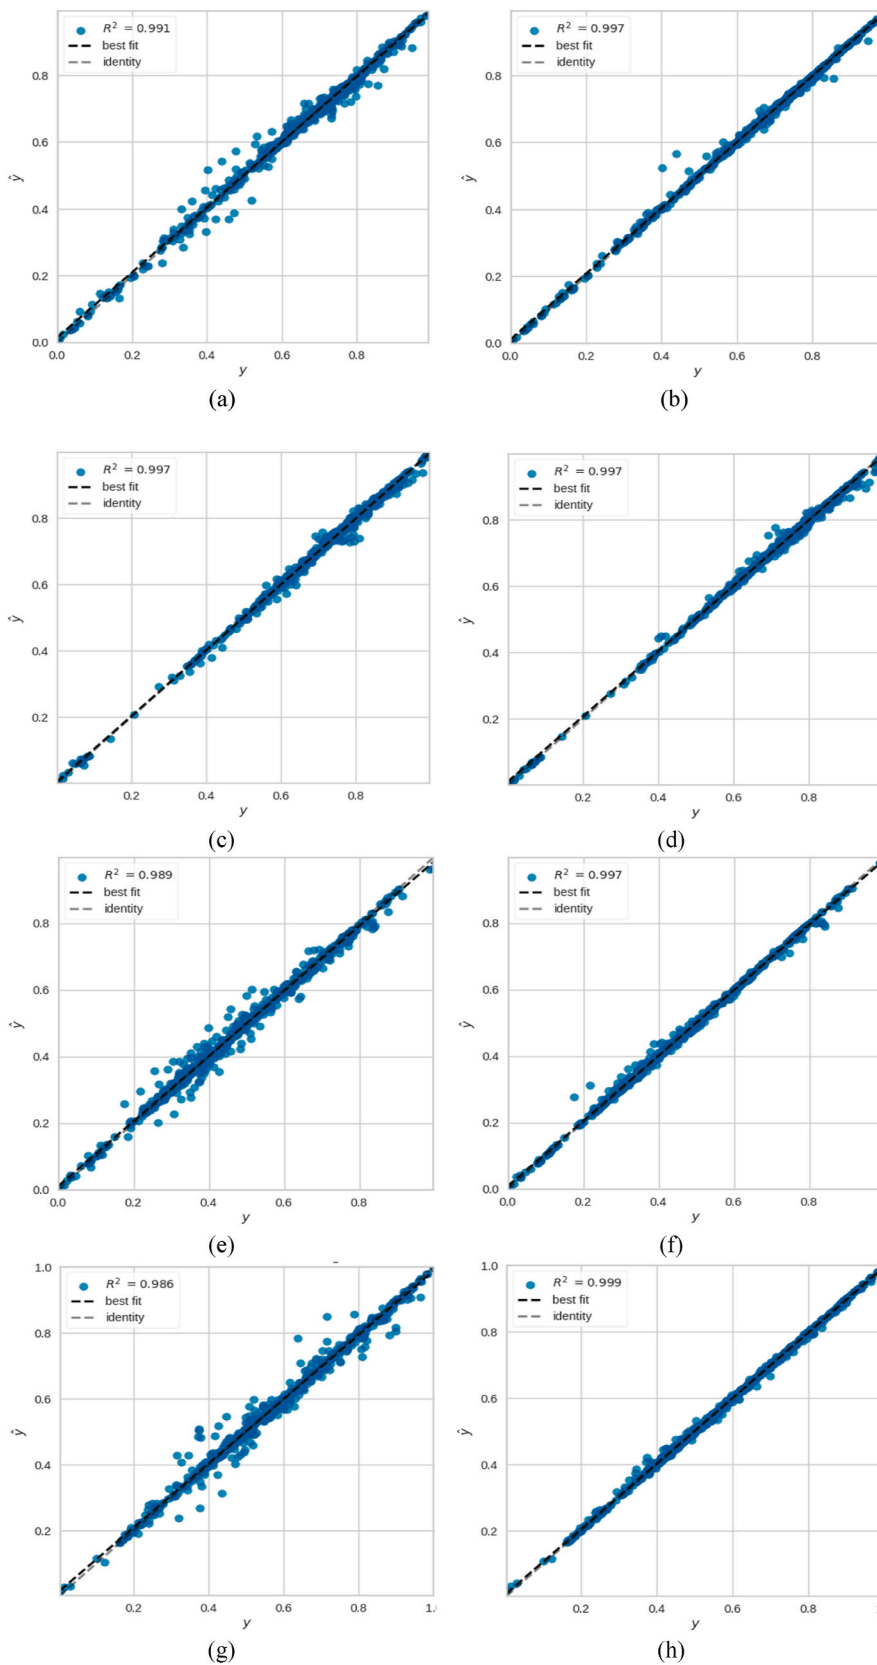 R² = 0.991
best fit
identity
0.8
0.6
ŷ
0.4
0.2
0.0
0.0 0.2 0.4 0.6 0.8
y
(a)
R² = 0.997
best fit
identity
0.8
0.6
ŷ
0.4
0.2
0.0
0.0 0.2 0.4 0.6 0.8
y
(b)
R² = 0.997
best fit
identity
0.8
0.6
ŷ
0.4
0.2
0.2 0.4 0.6 0.8
y
(c)
R² = 0.997
best fit
identity
0.8
0.6
ŷ
0.4
0.2
0.2 0.4 0.6 0.8
y
(d)
R² = 0.989
best fit
identity
0.8
0.6
ŷ
0.4
0.2
0.0
0.0 0.2 0.4 0.6 0.8
y
(e)
R² = 0.997
best fit
identity
0.8
0.6
ŷ
0.4
0.2
0.0
0.0 0.2 0.4 0.6 0.8
y
(f)
1.0
R² = 0.986
best fit
identity
0.8
0.6
ŷ
0.4
0.2
0.2 0.4 0.6 0.8 1.
y
(g)
1.0
R² = 0.999
best fit
identity
0.8
0.6
ŷ
0.4
0.2
0.2 0.4 0.6 0.8
y
(h)